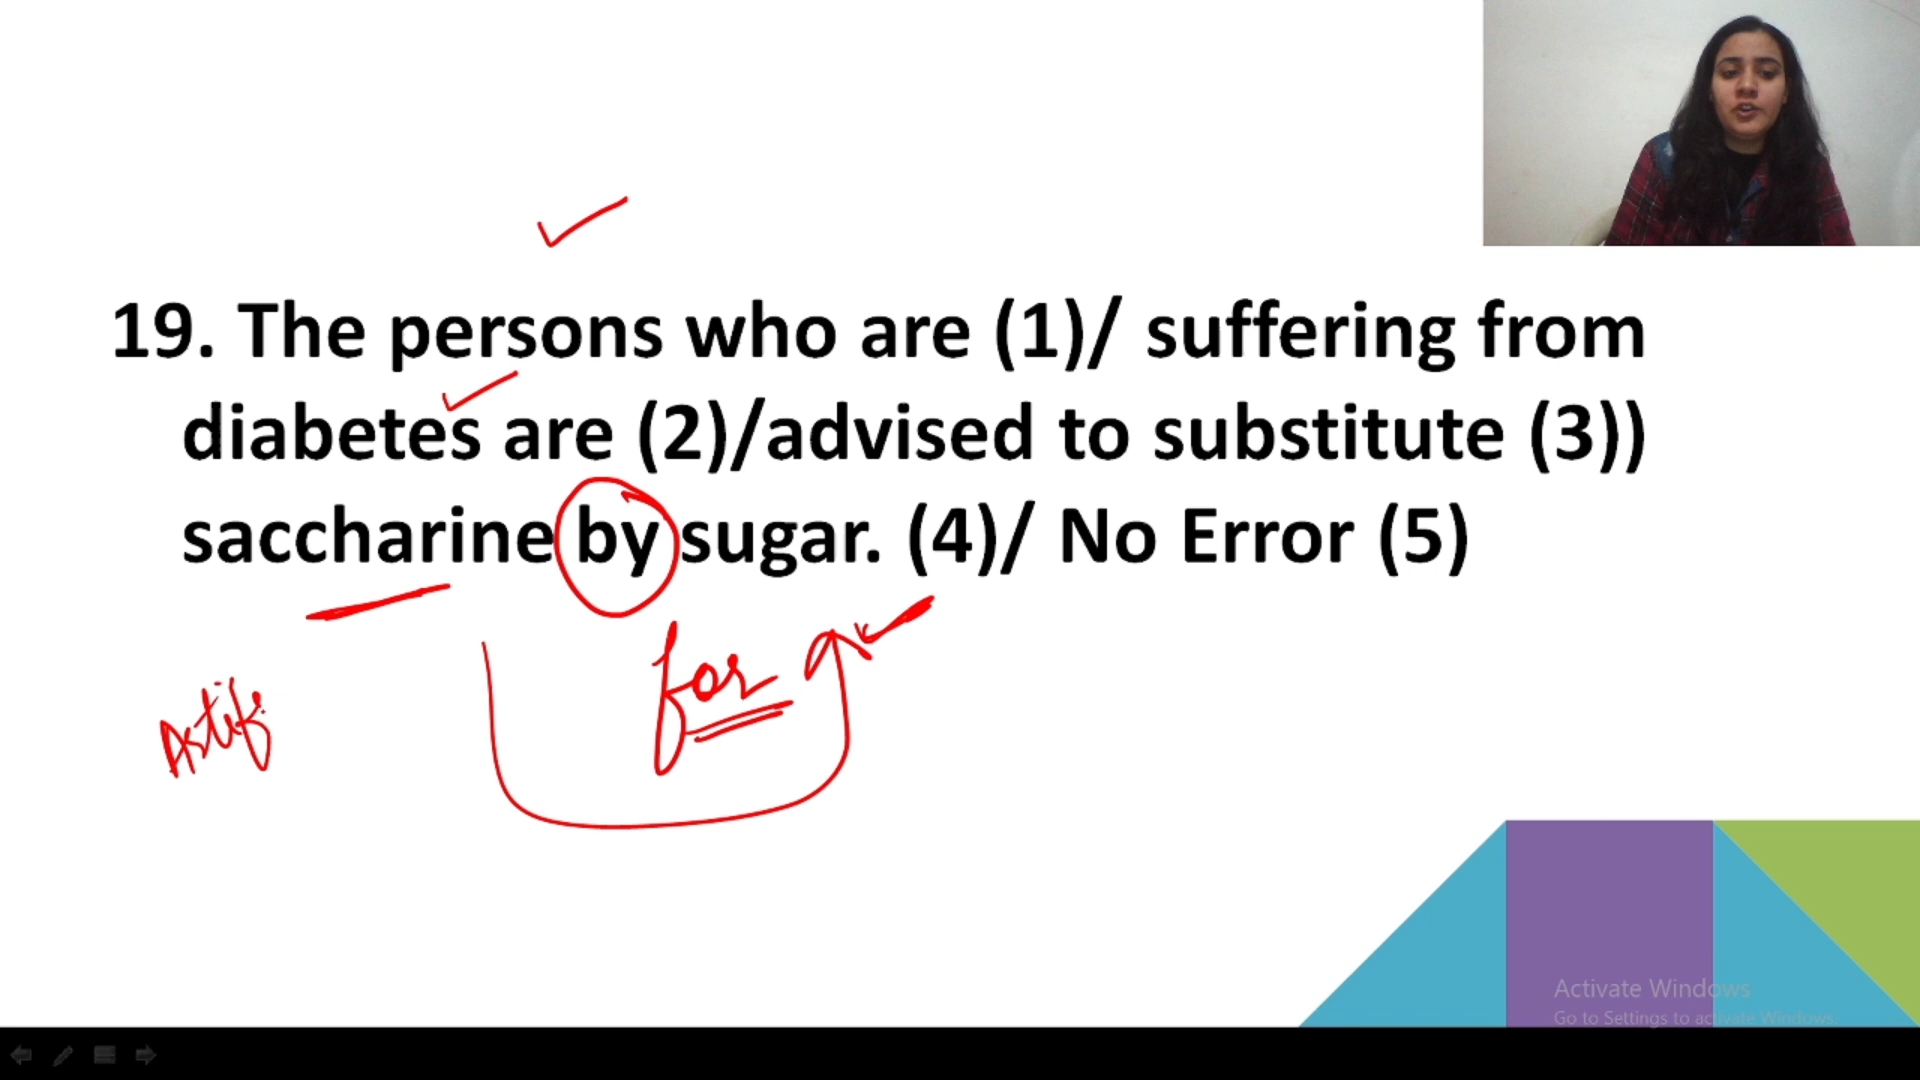 19. The persons who are (1)/ suffering from
diabetes are (2)/advised to substitute (3))
saccharine by sugar. (4)/ No Error (5)
for
Artifi
Activate Windows
Go to Settings to activate Windows.